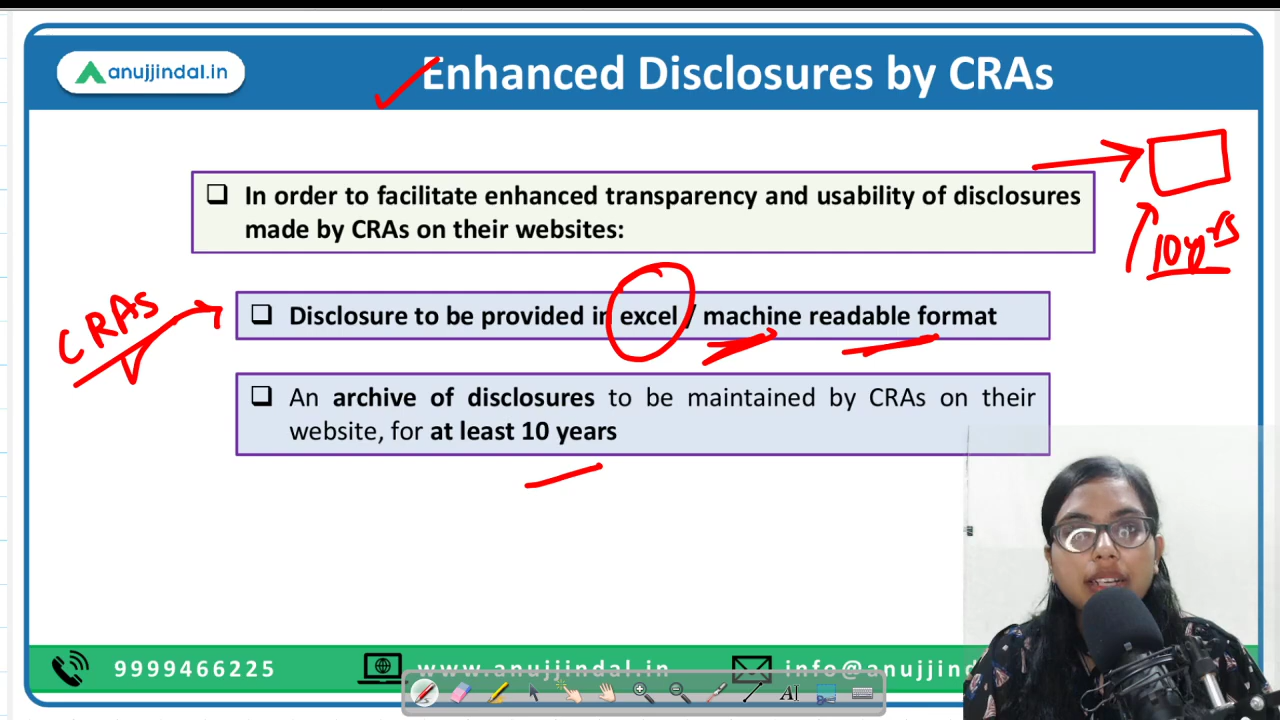 anujjindal.in
Enhanced Disclosures by CRAs
In order to facilitate enhanced transparency and usability of disclosures
made by CRAs on their websites:
10yrs
CRAs
Disclosure to be provided in excel / machine readable format
An archive of disclosures to be maintained by CRAs on their
website, for at least 10 years
9999466225
www.anujjindal.in
info@anujjind
AI